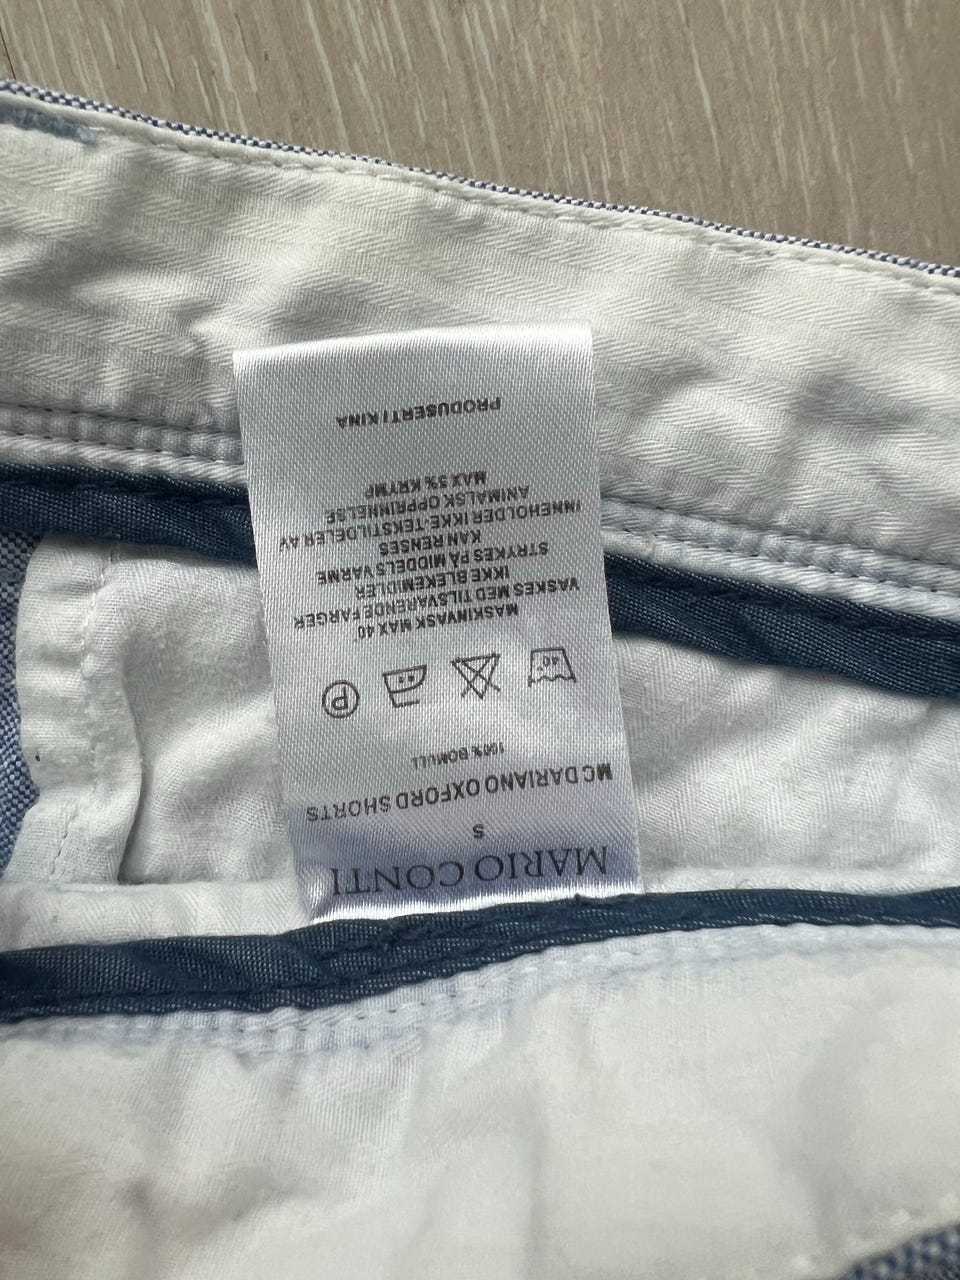 MARIO CONTI
S
MC DARIANO OXFORD SHORTS
100% BOMULL
40°
P
MASKINVASK MAX 40
VASKES MED TILSVARENDE FARGER
IKKE BLEKEMIDLER
STRYKES PÅ MIDDELS VARME
KAN RENSES
INNEHOLDER IKKE-TEKSTILDELER AV
ANIMALSK OPPRINNELSE
MAX 5% KRYMP
PRODUSERT I KINA